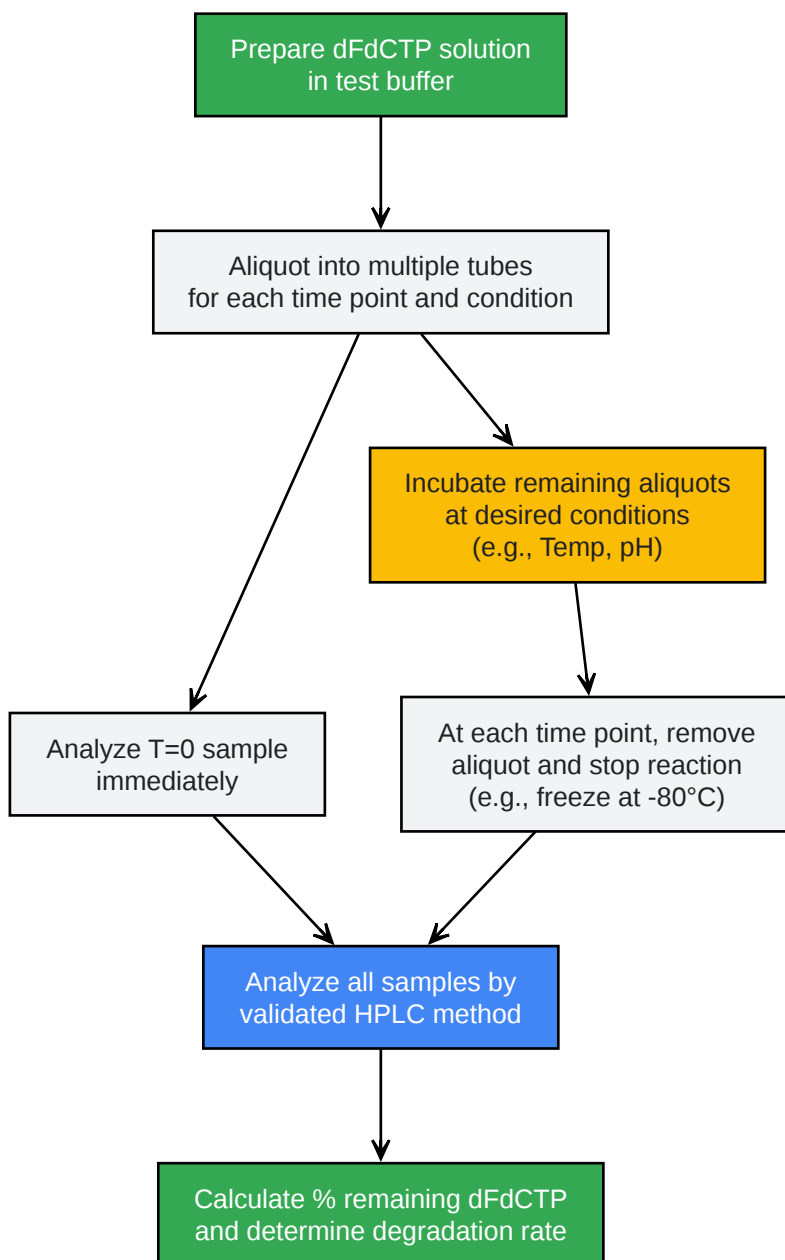 Prepare dFdCTP solution
in test buffer
Aliquot into multiple tubes
for each time point and condition
Incubate remaining aliquots
at desired conditions
(e.g., Temp, pH)
Analyze T=0 sample
immediately
At each time point, remove
aliquot and stop reaction
(e.g., freeze at -80°C)
Analyze all samples by
validated HPLC method
Calculate % remaining dFdCTP
and determine degradation rate